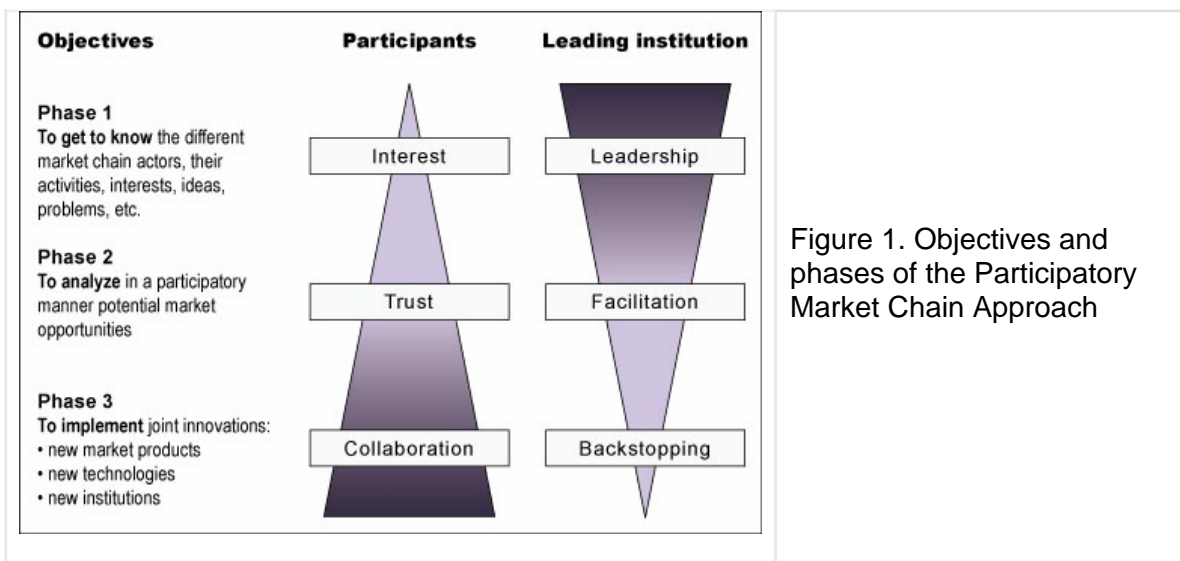 Objectives
Participants
Leading institution
Phase 1
To get to know the different
market chain actors, their
activities, interests, ideas,
problems, etc.
Interest
Leadership
Phase 2
To analyze in a participatory
manner potential market
opportunities
Trust
Facilitation
Phase 3
To implement joint innovations:
• new market products
• new technologies
• new institutions
Collaboration
Backstopping
Figure 1. Objectives and
phases of the Participatory
Market Chain Approach